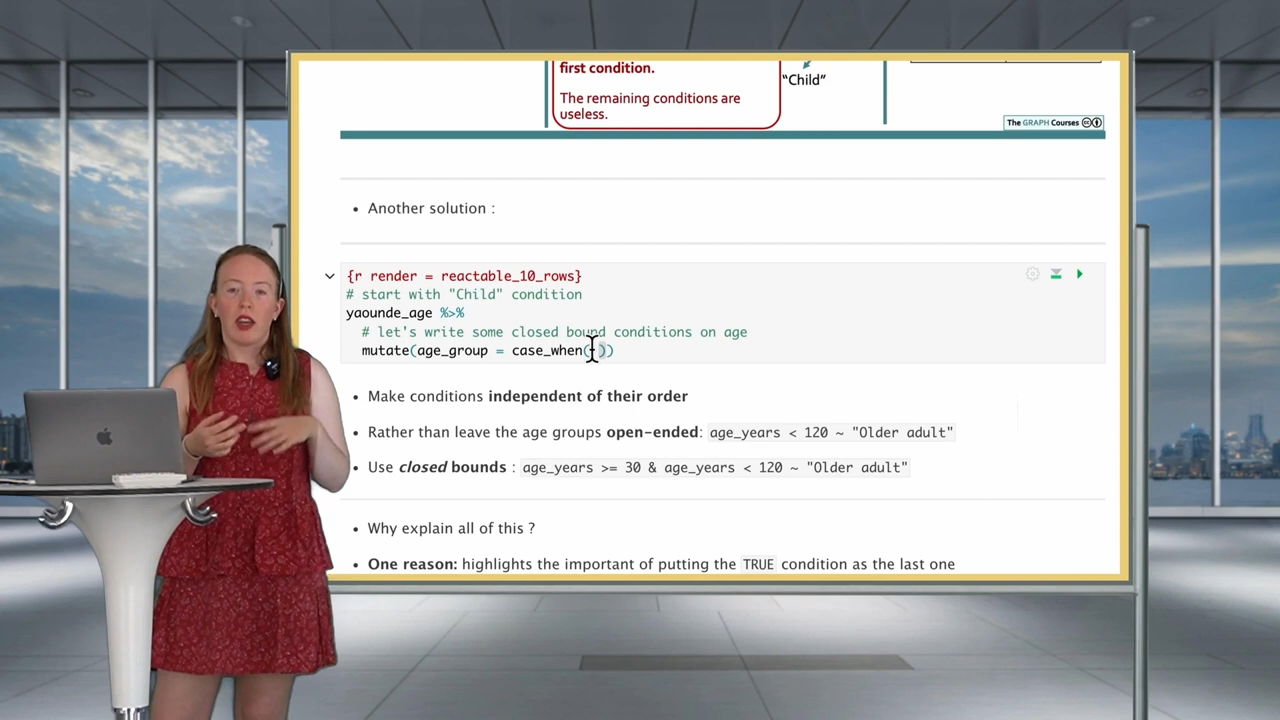 first condition.
The remaining conditions are
useless.
“Child”
The GRAPH Courses
• Another solution :
{r render = reactable_10_rows}
# start with "Child" condition
yaounde_age %>%
# let's write some closed bound conditions on age
mutate(age_group = case_when( ))
• Make conditions independent of their order
• Rather than leave the age groups open-ended: age_years < 120 ~ "Older adult"
• Use closed bounds : age_years >= 30 & age_years < 120 ~ "Older adult"
• Why explain all of this ?
• One reason: highlights the important of putting the TRUE condition as the last one